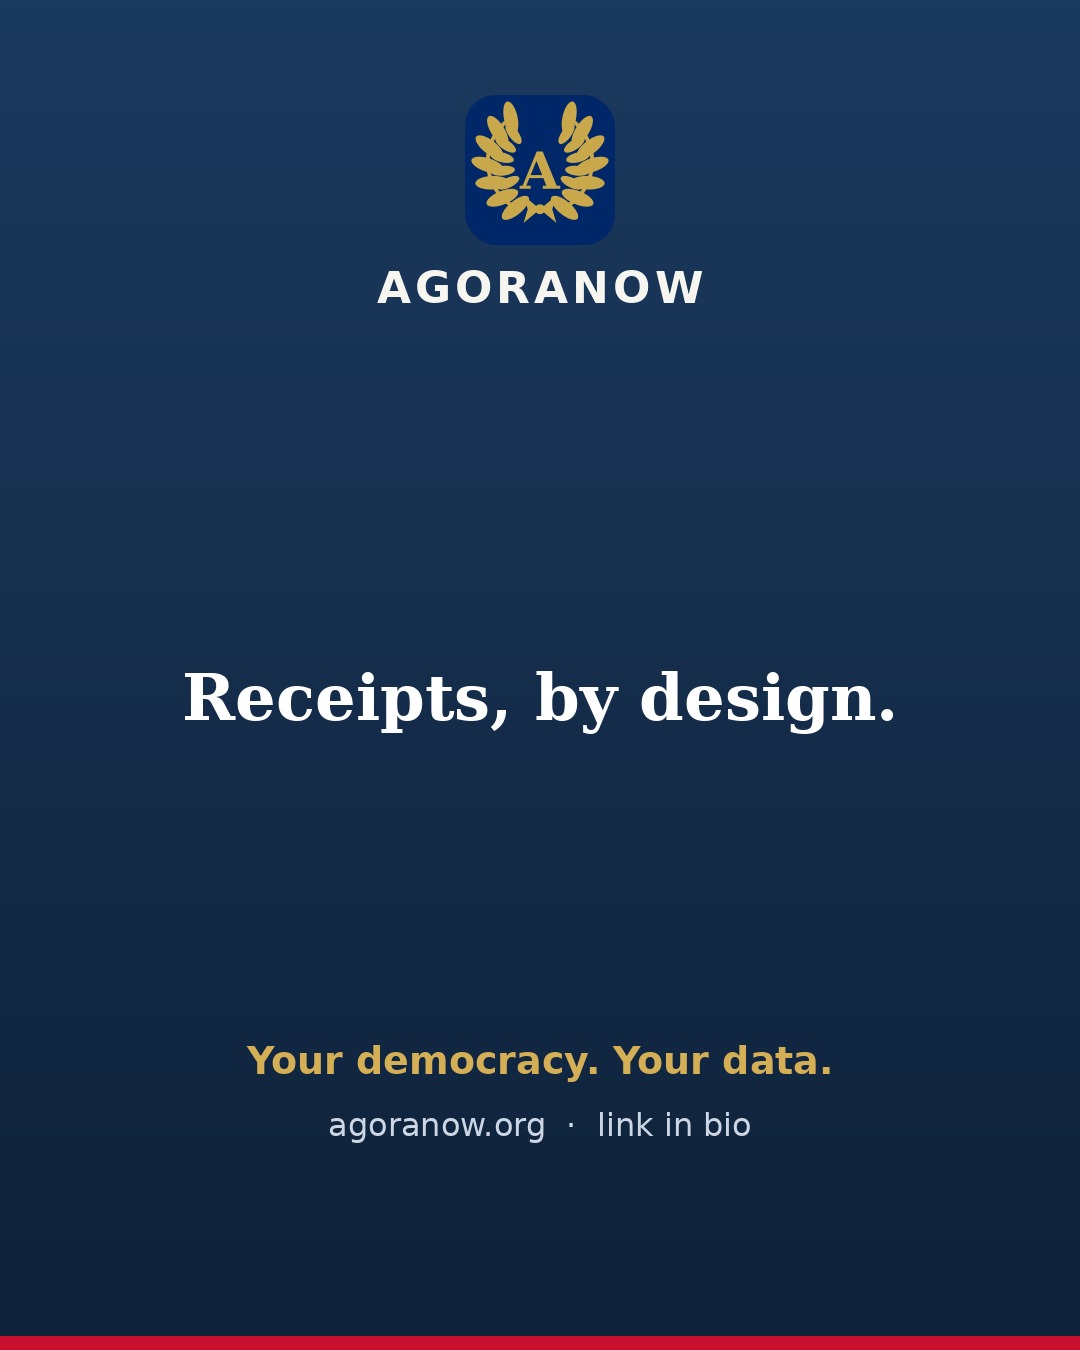 A
AGORANOW
Receipts, by design.
Your democracy. Your data.
agoranow.org · link in bio